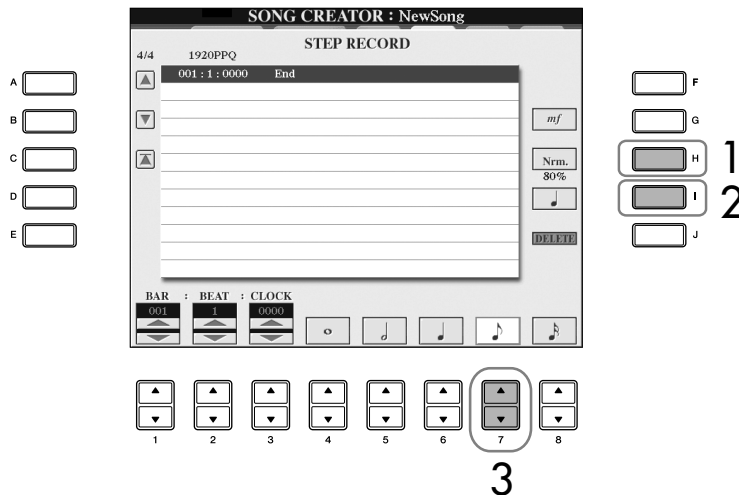 SONG CREATOR : NewSong
STEP RECORD
4/4 1920PPQ
001 : 1 : 0000 End
A
B
C
D
E
mf
Nrm.
80%
DELETE
F
G
H 1
I 2
J
BAR : BEAT : CLOCK
001 1 0000
1 2 3 4 5 6 7 8
3